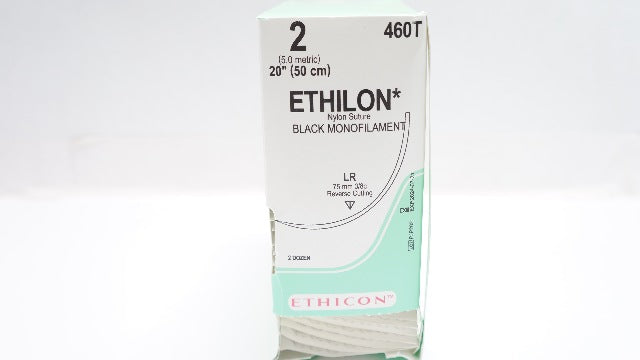 2
460T
(5.0 metric)
20" (50 cm)
ETHILON*
Nylon Suture
BLACK MONOFILAMENT
LR
75 mm 3/8c
Reverse Cutting
2 DOZEN
ETHICON™